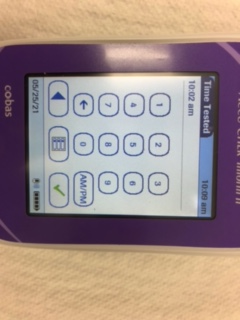 10:09 am
Time Tested
10:02 am
1 2 3
4 5 6
7 8 9
← 0 AM/PM
05/25/21
cobas